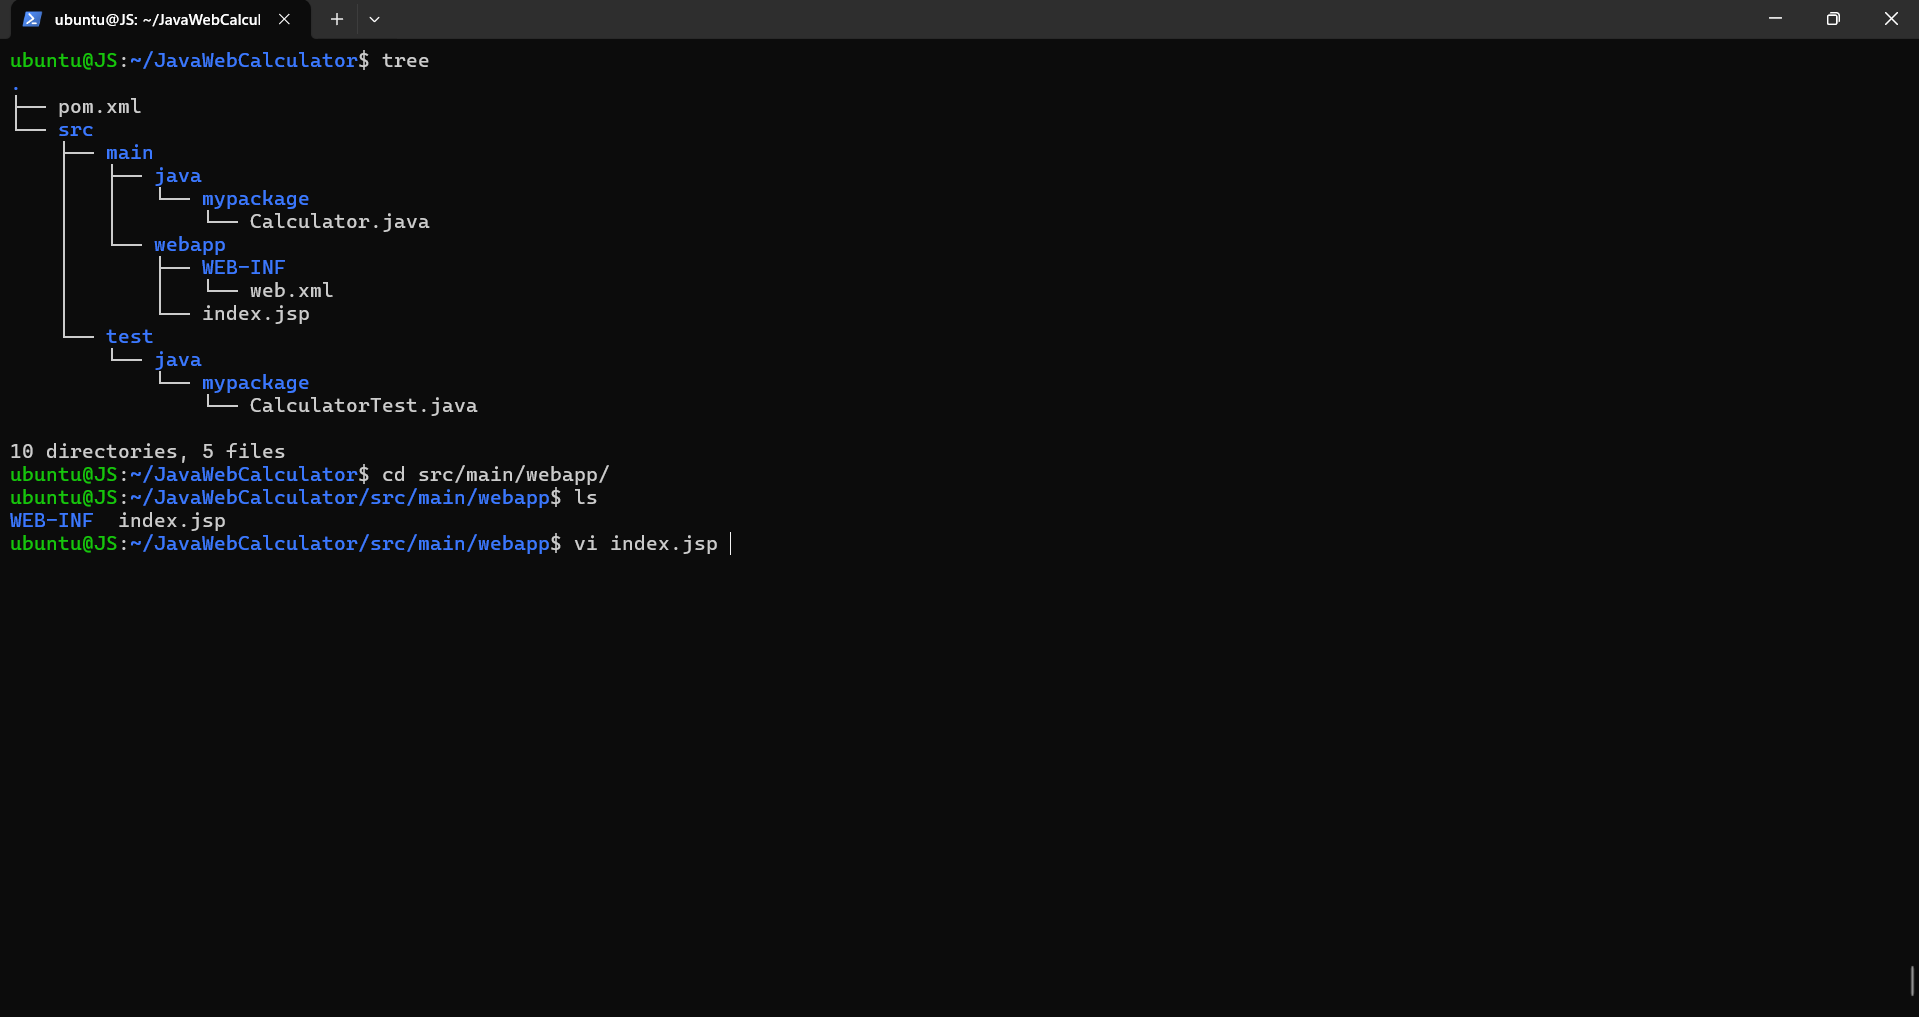 ubuntu@JS: ~/JavaWebCalcul
ubuntu@JS:~/JavaWebCalculator$ tree
.
├── pom.xml
└── src
    ├── main
    │   ├── java
    │   │   └── mypackage
    │   │       └── Calculator.java
    │   └── webapp
    │       ├── WEB-INF
    │       │   └── web.xml
    │       └── index.jsp
    └── test
        └── java
            └── mypackage
                └── CalculatorTest.java
10 directories, 5 files
ubuntu@JS:~/JavaWebCalculator$ cd src/main/webapp/
ubuntu@JS:~/JavaWebCalculator/src/main/webapp$ ls
WEB-INF  index.jsp
ubuntu@JS:~/JavaWebCalculator/src/main/webapp$ vi index.jsp